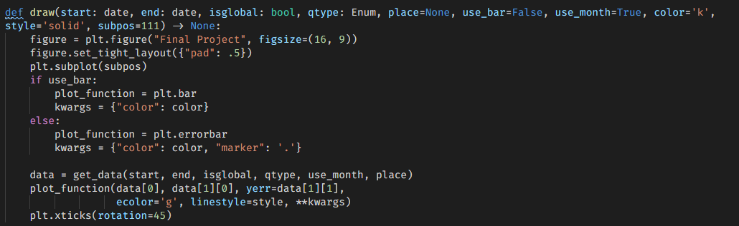 def draw(start: date, end: date, isglobal: bool, qtype: Enum, place=None, use_bar=False, use_month=True, color='k',
style='solid', subpos=111) -> None:
    figure = plt.figure("Final Project", figsize=(16, 9))
    figure.set_tight_layout({"pad": .5})
    plt.subplot(subpos)
    if use_bar:
        plot_function = plt.bar
        kwargs = {"color": color}
    else:
        plot_function = plt.errorbar
        kwargs = {"color": color, "marker": '.'}

    data = get_data(start, end, isglobal, qtype, use_month, place)
    plot_function(data[0], data[1][0], yerr=data[1][1],
                  ecolor='g', linestyle=style, **kwargs)
    plt.xticks(rotation=45)